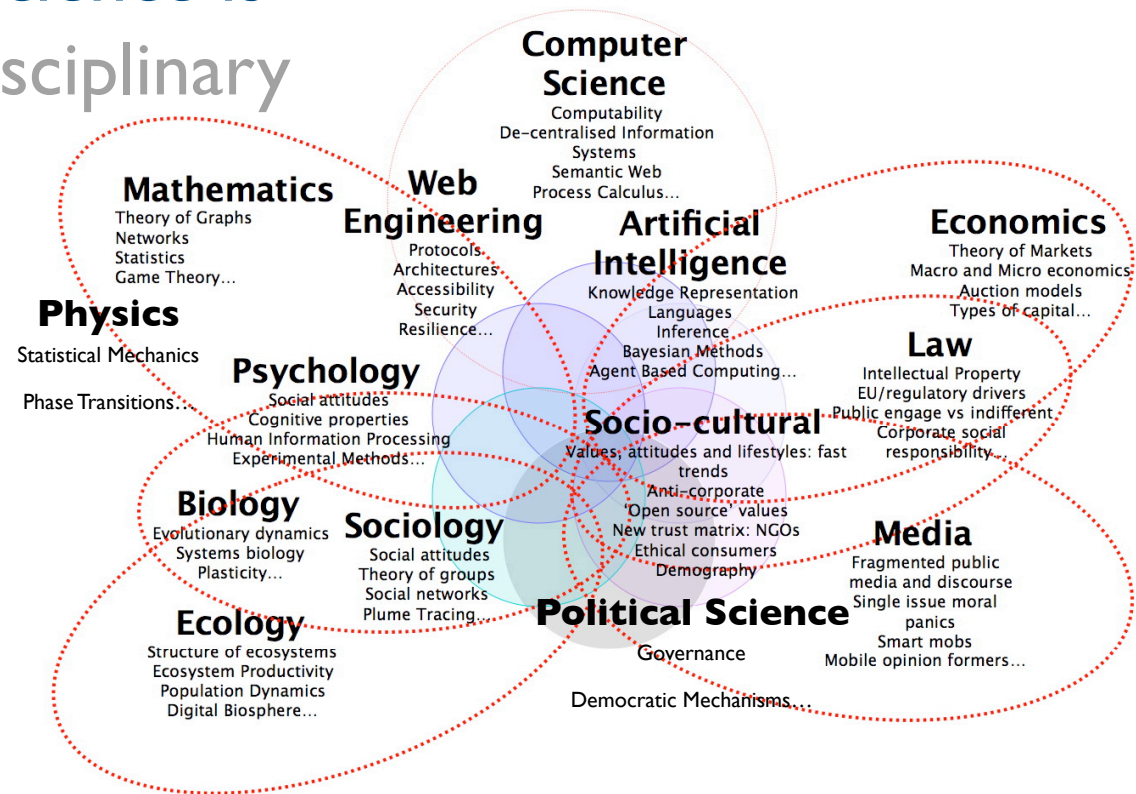 sciplinary
Computer
Science
Computability
De-centralised Information
Systems
Semantic Web
Process Calculus...
Mathematics
Theory of Graphs
Networks
Statistics
Game Theory...
Web
Engineering
Protocols
Architectures
Accessibility
Security
Resilience...
Artificial
Intelligence
Knowledge Representation
Languages
Inference
Bayesian Methods
Agent Based Computing...
Economics
Theory of Markets
Macro and Micro economics
Auction models
Types of capital...
Physics
Statistical Mechanics
Phase Transitions...
Psychology
Social attitudes
Cognitive properties
Human Information Processing
Experimental Methods...
Law
Intellectual Property
EU/regulatory drivers
Public engage vs indifferent
Corporate social
responsibility...
Socio-cultural
Values, attitudes and lifestyles: fast
trends
Anti-corporate
'Open source' values
New trust matrix: NGOs
Ethical consumers
Demography
Biology
Evolutionary dynamics
Systems biology
Plasticity...
Sociology
Social attitudes
Theory of groups
Social networks
Plume Tracing...
Media
Fragmented public
media and discourse
Single issue moral
panics
Smart mobs
Mobile opinion formers...
Ecology
Structure of ecosystems
Ecosystem Productivity
Population Dynamics
Digital Biosphere...
Political Science
Governance
Democratic Mechanisms...